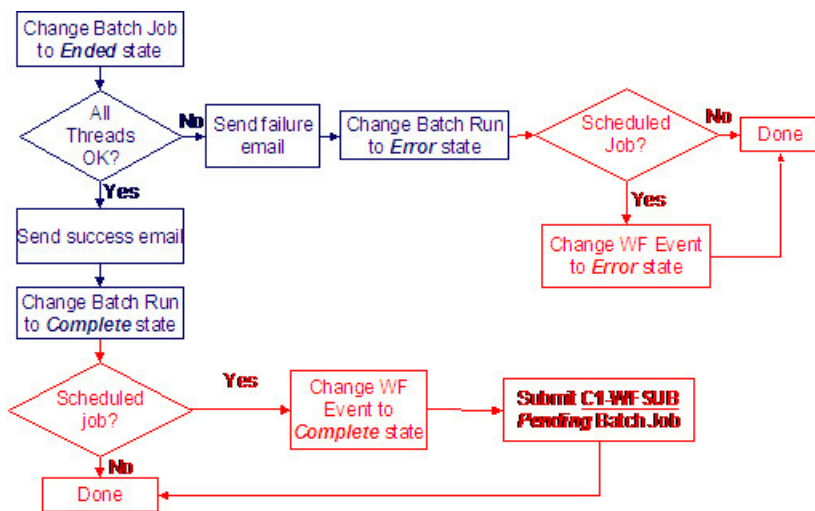 Change Batch Job
to Ended state
All
Threads
OK?
No
Send failure
email
Change Batch Run
to Error state
Scheduled
Job?
No
Done
Yes
Change WF Event
to Error state
Yes
Send success email
Change Batch Run
to Complete state
Scheduled
job?
Yes
Change WF
Event to
Complete state
Submit C1-WFSUB
Pending Batch Job
No
Done